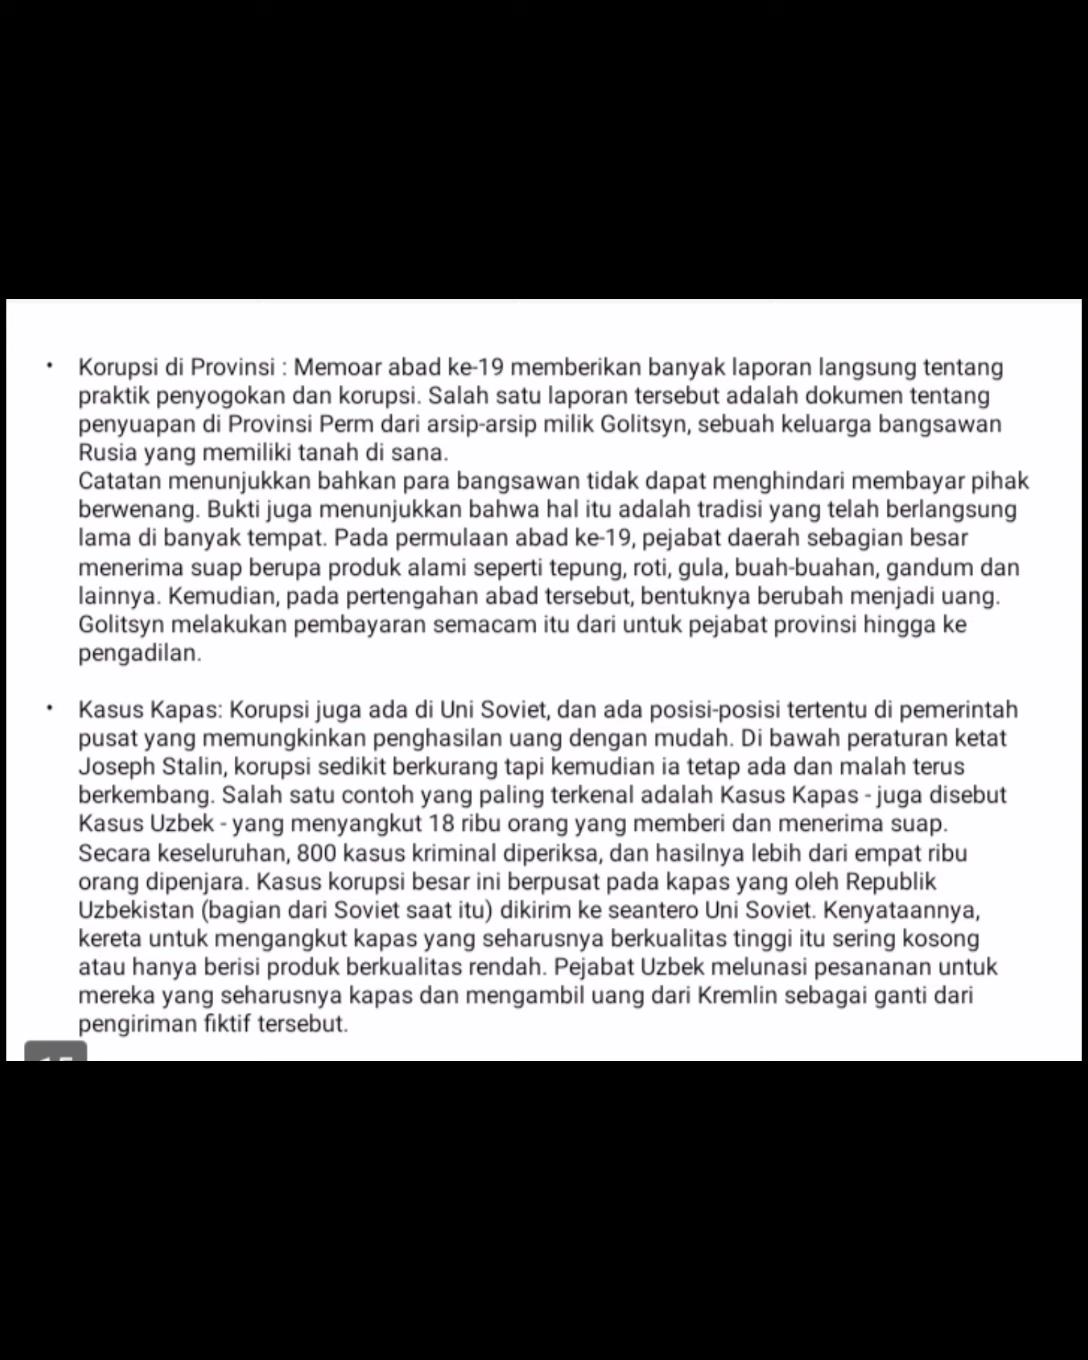 • Korupsi di Provinsi : Memoar abad ke-19 memberikan banyak laporan langsung tentang
praktik penyogokan dan korupsi. Salah satu laporan tersebut adalah dokumen tentang
penyuapan di Provinsi Perm dari arsip-arsip milik Golitsyn, sebuah keluarga bangsawan
Rusia yang memiliki tanah di sana.
Catatan menunjukkan bahkan para bangsawan tidak dapat menghindari membayar pihak
berwenang. Bukti juga menunjukkan bahwa hal itu adalah tradisi yang telah berlangsung
lama di banyak tempat. Pada permulaan abad ke-19, pejabat daerah sebagian besar
menerima suap berupa produk alami seperti tepung, roti, gula, buah-buahan, gandum dan
lainnya. Kemudian, pada pertengahan abad tersebut, bentuknya berubah menjadi uang.
Golitsyn melakukan pembayaran semacam itu dari untuk pejabat provinsi hingga ke
pengadilan.
• Kasus Kapas: Korupsi juga ada di Uni Soviet, dan ada posisi-posisi tertentu di pemerintah
pusat yang memungkinkan penghasilan uang dengan mudah. Di bawah peraturan ketat
Joseph Stalin, korupsi sedikit berkurang tapi kemudian ia tetap ada dan malah terus
berkembang. Salah satu contoh yang paling terkenal adalah Kasus Kapas - juga disebut
Kasus Uzbek - yang menyangkut 18 ribu orang yang memberi dan menerima suap.
Secara keseluruhan, 800 kasus kriminal diperiksa, dan hasilnya lebih dari empat ribu
orang dipenjara. Kasus korupsi besar ini berpusat pada kapas yang oleh Republik
Uzbekistan (bagian dari Soviet saat itu) dikirim ke seantero Uni Soviet. Kenyataannya,
kereta untuk mengangkut kapas yang seharusnya berkualitas tinggi itu sering kosong
atau hanya berisi produk berkualitas rendah. Pejabat Uzbek melunasi pesananan untuk
mereka yang seharusnya kapas dan mengambil uang dari Kremlin sebagai ganti dari
pengiriman fiktif tersebut.